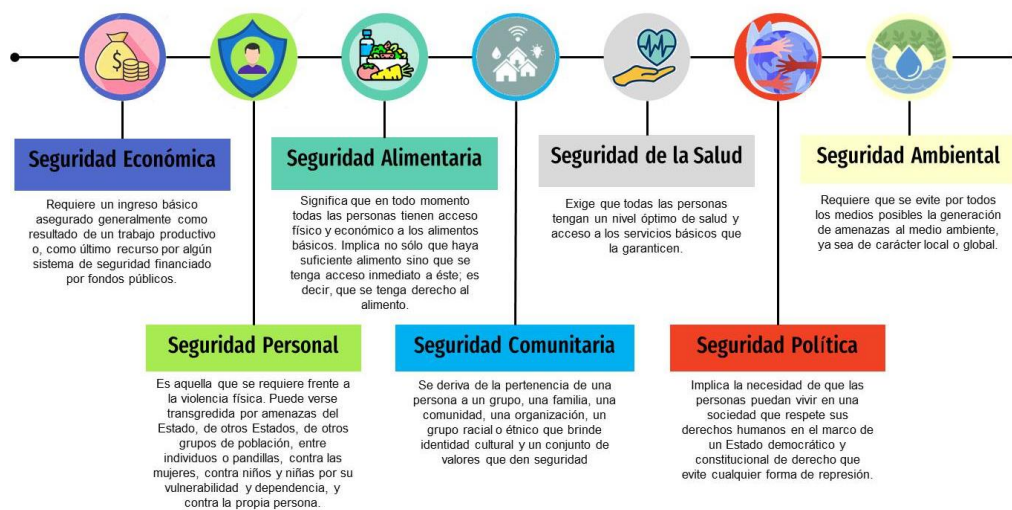 Seguridad Económica
Requiere un ingreso básico
asegurado generalmente como
resultado de un trabajo productivo
o, como último recurso por algún
sistema de seguridad financiado
por fondos públicos.
Seguridad Personal
Es aquella que se requiere frente a
la violencia física. Puede verse
transgredida por amenazas del
Estado, de otros Estados, de otros
grupos de población, entre
individuos o pandillas, contra las
mujeres, contra niños y niñas por su
vulnerabilidad y dependencia, y
contra la propia persona.
Seguridad Alimentaria
Significa que en todo momento
todas las personas tienen acceso
físico y económico a los alimentos
básicos. Implica no sólo que haya
suficiente alimento sino que se
tenga acceso inmediato a éste; es
decir, que se tenga derecho al
alimento.
Seguridad Comunitaria
Se deriva de la pertenencia de una
persona a un grupo, una familia, una
comunidad, una organización, un
grupo racial o étnico que brinde
identidad cultural y un conjunto de
valores que den seguridad
Seguridad de la Salud
Exige que todas las personas
tengan un nivel óptimo de salud y
acceso a los servicios básicos que
la garanticen.
Seguridad Política
Implica la necesidad de que las
personas puedan vivir en una
sociedad que respete sus
derechos humanos en el marco de
un Estado democrático y
constitucional de derecho que
evite cualquier forma de represión.
Seguridad Ambiental
Requiere que se evite por todos
los medios posibles la generación
de amenazas al medio ambiente,
ya sea de carácter local o global.